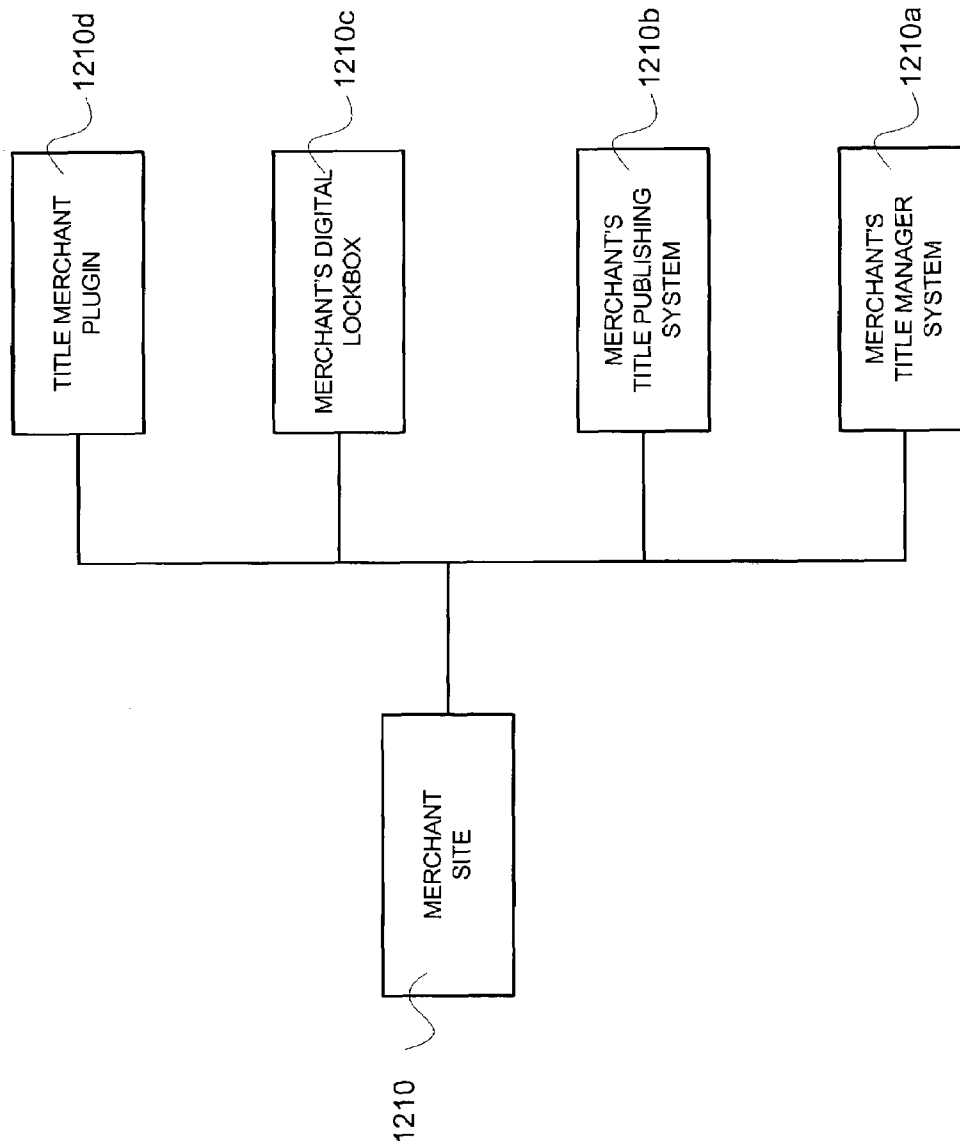 1210
MERCHANT
SITE
MERCHANT'S
TITLE MANAGER
SYSTEM
1210a
MERCHANT'S
TITLE PUBLISHING
SYSTEM
1210b
MERCHANT'S DIGITAL
LOCKBOX
1210c
TITLE MERCHANT
PLUGIN
1210d